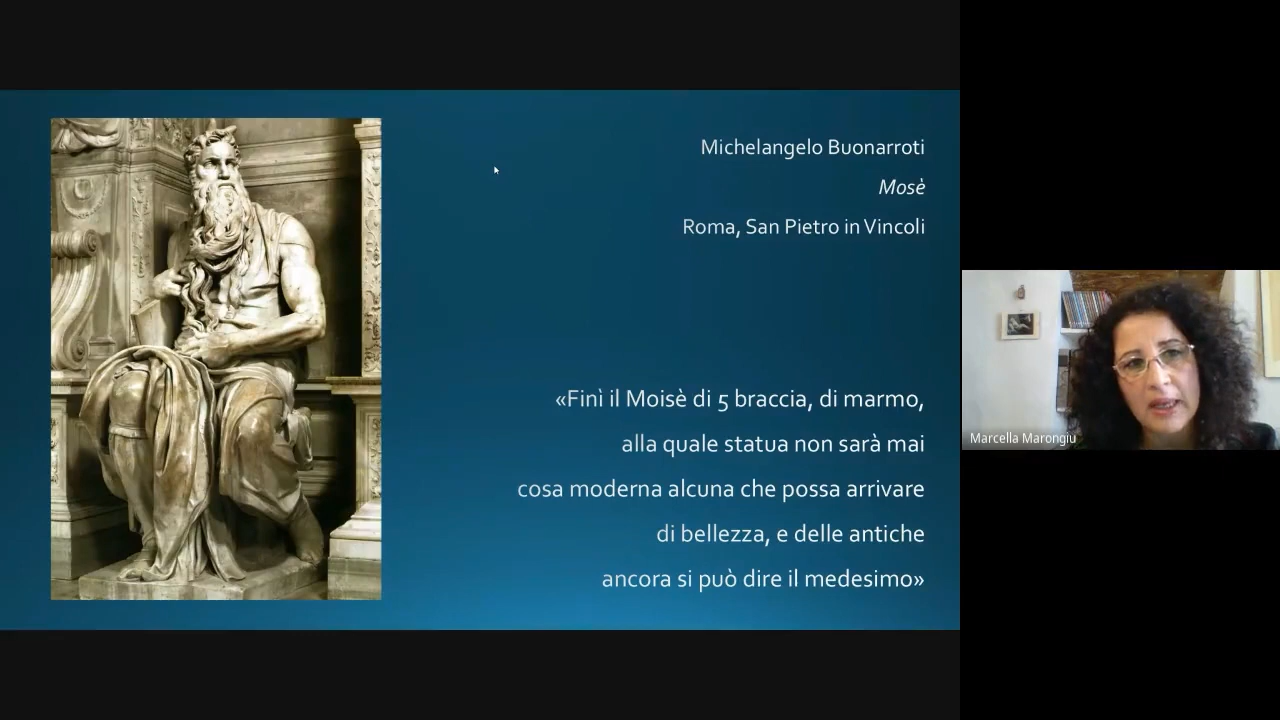 Michelangelo Buonarroti
Mosè
Roma, San Pietro in Vincoli
«Finì il Moisè di 5 braccia, di marmo,
alla quale statua non sarà mai
cosa moderna alcuna che possa arrivare
di bellezza, e delle antiche
ancora si può dire il medesimo»
Marcella Marongiu